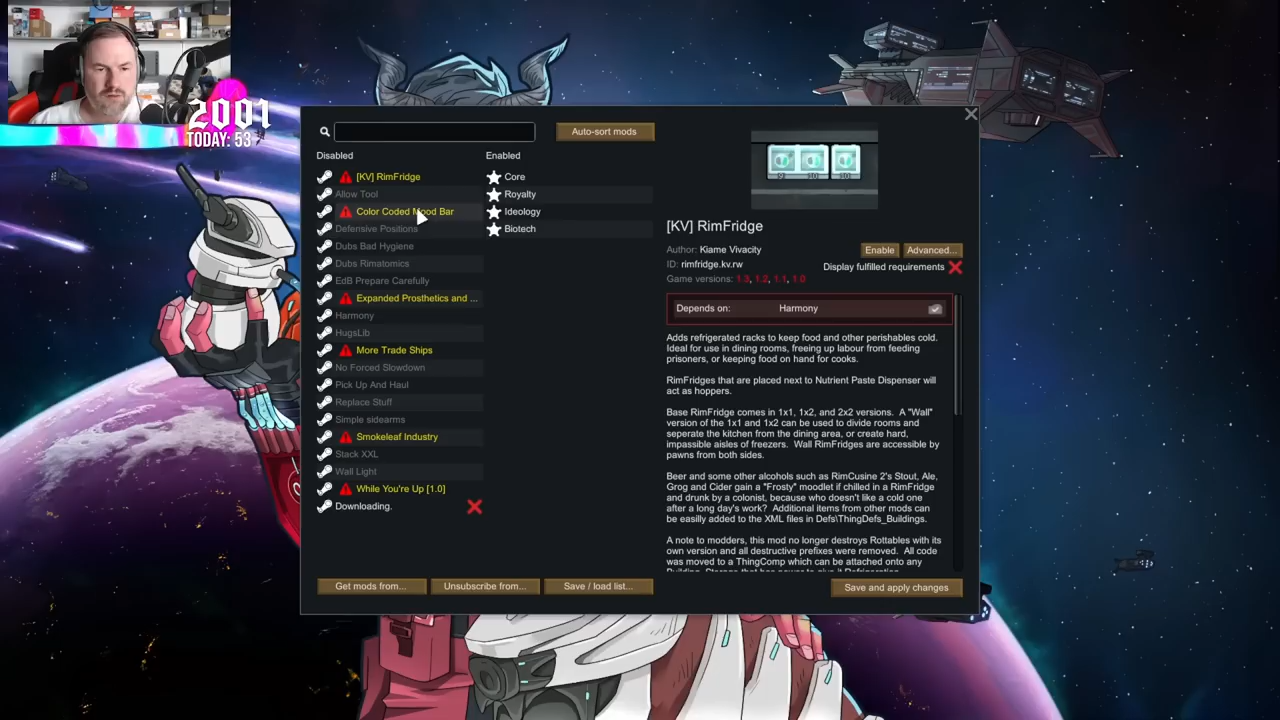 2001
TODAY: 53
Auto-sort mods
Disabled
Enabled
[KV] RimFridge
Allow Tool
Color Coded Mood Bar
Defensive Positions
Dubs Bad Hygiene
Dubs Rimatomics
EdB Prepare Carefully
Expanded Prosthetics and ...
Harmony
HugsLib
More Trade Ships
No Forced Slowdown
Pick Up And Haul
Replace Stuff
Simple sidearms
Smokeleaf Industry
Stack XXL
Wall Light
While You're Up [1.0]
Downloading.
Core
Royalty
Ideology
Biotech
[KV] RimFridge
Author: Kiame Vivacity
Enable
Advanced...
ID: rimfridge.kv.rw
Display fulfilled requirements
Game versions: 1.3, 1.2, 1.1, 1.0
Depends on: Harmony
Adds refrigerated racks to keep food and other perishables cold.
Ideal for use in dining rooms, freeing up labour from feeding
prisoners, or keeping food on hand for cooks.
RimFridges that are placed next to Nutrient Paste Dispenser will
act as hoppers.
Base RimFridge comes in 1x1, 1x2, and 2x2 versions. A "Wall"
version of the 1x1 and 1x2 can be used to divide rooms and
seperate the kitchen from the dining area, or create hard,
impassible aisles of freezers. Wall RimFridges are accessible by
pawns from both sides.
Beer and some other alcohols such as RimCusine 2's Stout, Ale,
Grog and Cider gain a "Frosty" moodlet if chilled in a RimFridge
and drunk by a colonist, because who doesn't like a cold one
after a long day's work? Additional items from other mods can
be easilly added to the XML files in Defs\ThingDefs_Buildings.
A note to modders, this mod no longer destroys Rottables with its
own version and all destructive prefixes were removed. All code
was moved to a ThingComp which can be attached onto any
Get mods from...
Unsubscribe from...
Save / load list...
Save and apply changes